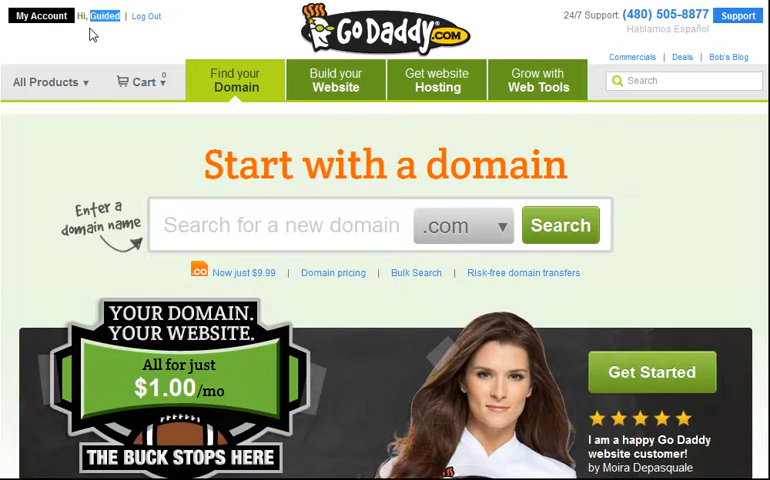 My Account Hi, Guided | Log Out
GO DADDY .COM
24/7 Support: (480) 505-8877 Support
Hablamos Español
Commercials | Deals | Bob's Blog
All Products ▾ Cart ▾ 0
Find your Domain
Build your Website
Get website Hosting
Grow with Web Tools
Search
Start with a domain
Enter a
domain name
Search for a new domain .com ▾ Search
.co Now just $9.99 | Domain pricing | Bulk Search | Risk-free domain transfers
YOUR DOMAIN.
YOUR WEBSITE.
All for just
$1.00/mo
THE BUCK STOPS HERE
Get Started
I am a happy Go Daddy
website customer!
by Moira Depasquale